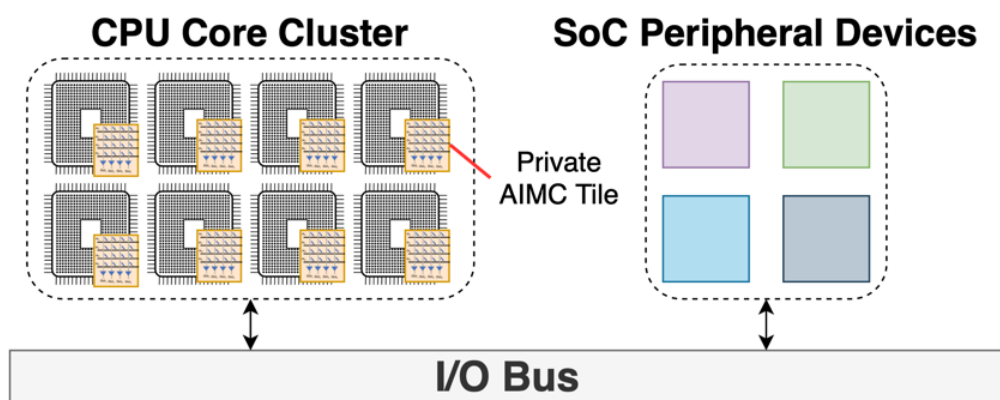 CPU Core Cluster
SoC Peripheral Devices
Private
AIMC Tile
I/O Bus